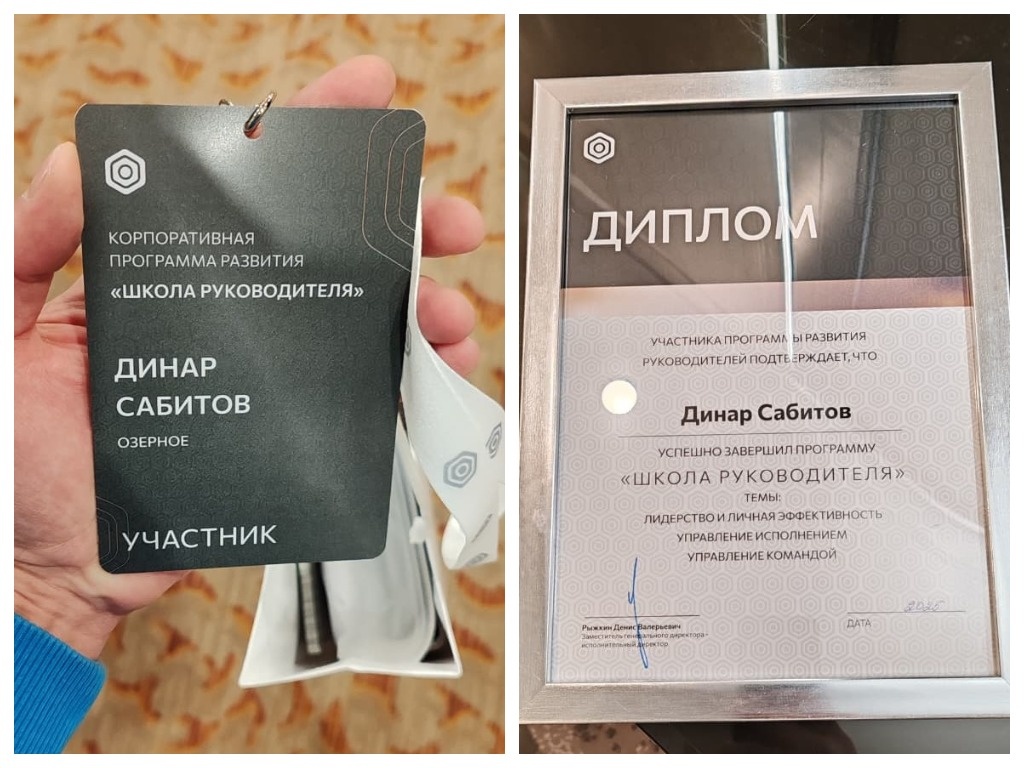 КОРПОРАТИВНАЯ
ПРОГРАММА РАЗВИТИЯ
«ШКОЛА РУКОВОДИТЕЛЯ»
ДИНАР
САБИТОВ
ОЗЕРНОЕ
УЧАСТНИК
ДИПЛОМ
УЧАСТНИКА ПРОГРАММЫ РАЗВИТИЯ
РУКОВОДИТЕЛЕЙ ПОДТВЕРЖДАЕТ, ЧТО
Динар Сабитов
УСПЕШНО ЗАВЕРШИЛ ПРОГРАММУ
«ШКОЛА РУКОВОДИТЕЛЯ»
ТЕМЫ:
ЛИДЕРСТВО И ЛИЧНАЯ ЭФФЕКТИВНОСТЬ
УПРАВЛЕНИЕ ИСПОЛНЕНИЕМ
УПРАВЛЕНИЕ КОМАНДОЙ
2025
Рыжкин Денис Валерьевич
Заместитель генерального директора–
исполнительный директор
ДАТА